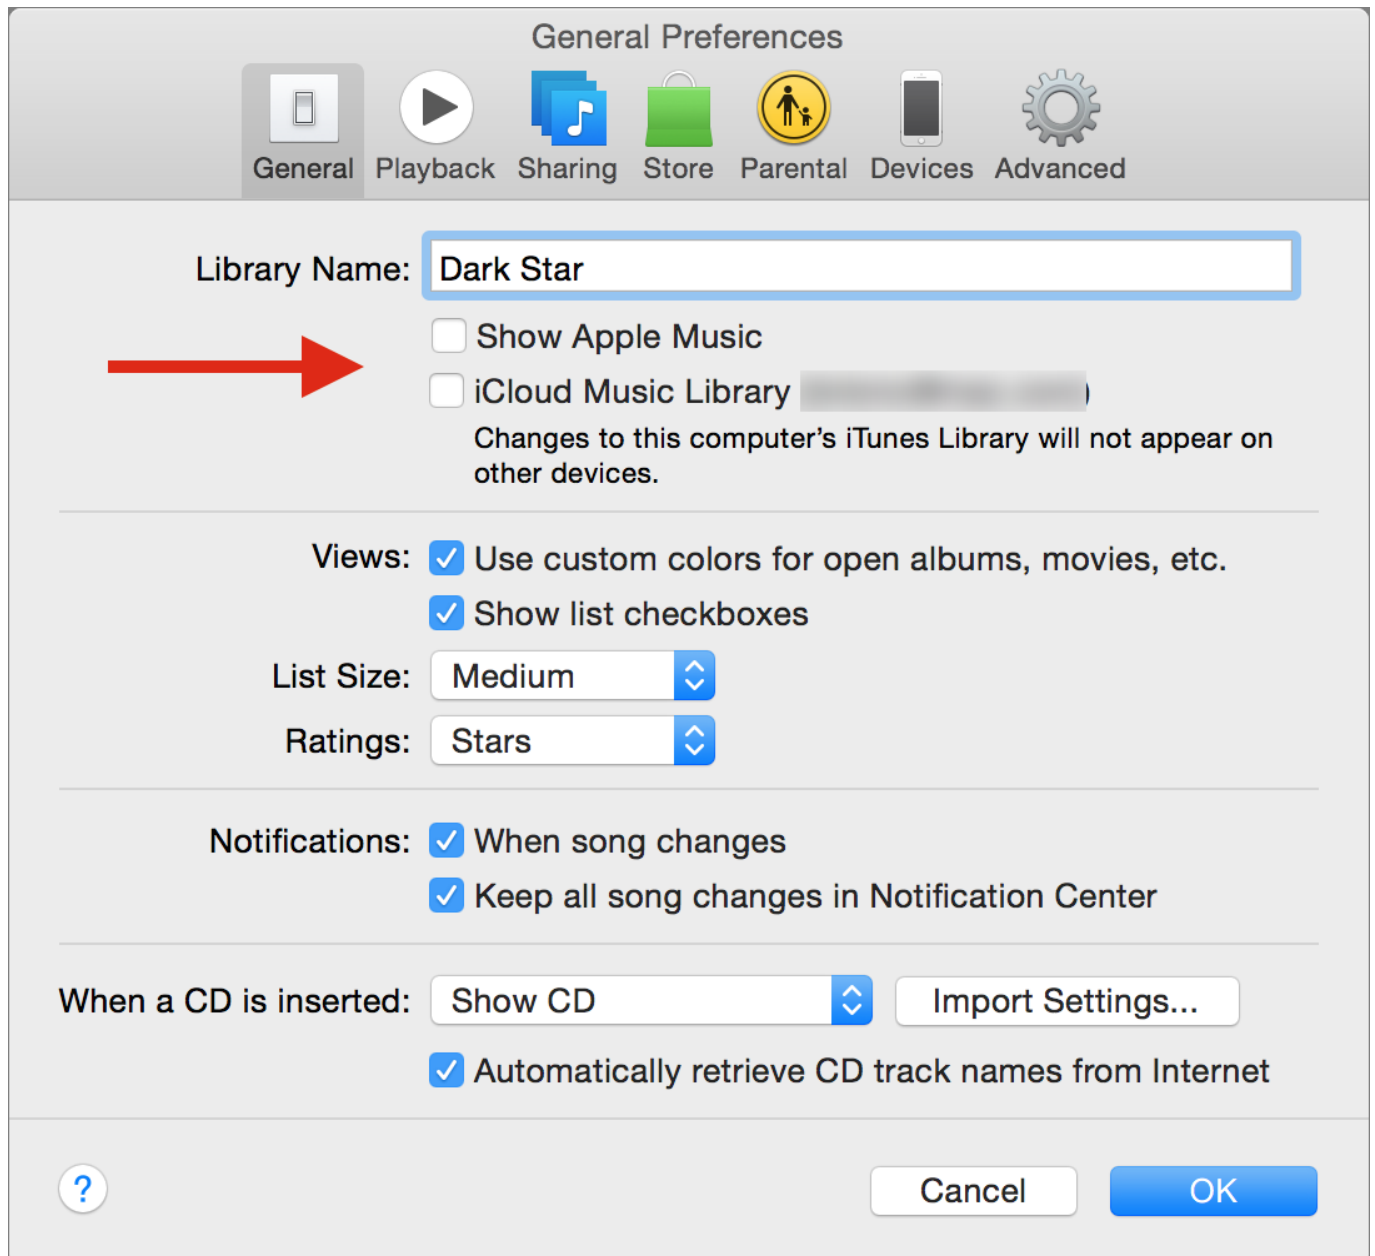 General Preferences
General Playback Sharing Store Parental Devices Advanced
Library Name: Dark Star
Show Apple Music
iCloud Music Library )
Changes to this computer’s iTunes Library will not appear on
other devices.
Views: Use custom colors for open albums, movies, etc.
Show list checkboxes
List Size: Medium
Ratings: Stars
Notifications: When song changes
Keep all song changes in Notification Center
When a CD is inserted: Show CD Import Settings...
Automatically retrieve CD track names from Internet
? Cancel OK